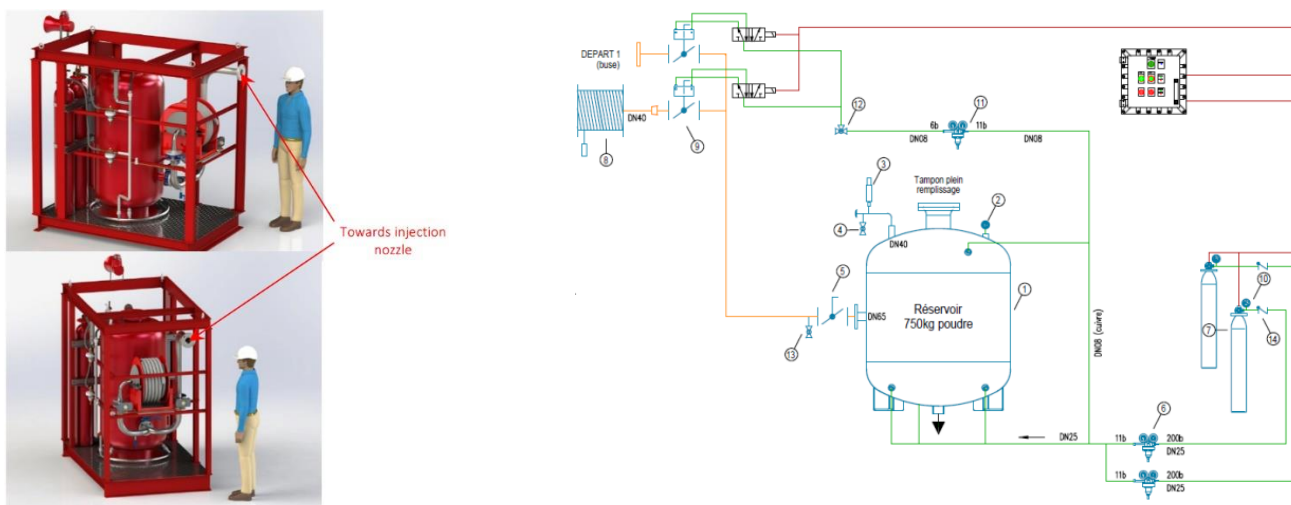 Towards injection
nozzle
DEPART 1
(buse)
DN40
8
9
12
6b
11
11b
DN08
DN08
3
4
DN40
Tampon plein
remplissage
2
5
1
Réservoir
750kg poudre
DN65
13
DN08 (cuivre)
10
7
14
DN25
6
11b
200b
DN25
11b
200b
DN25